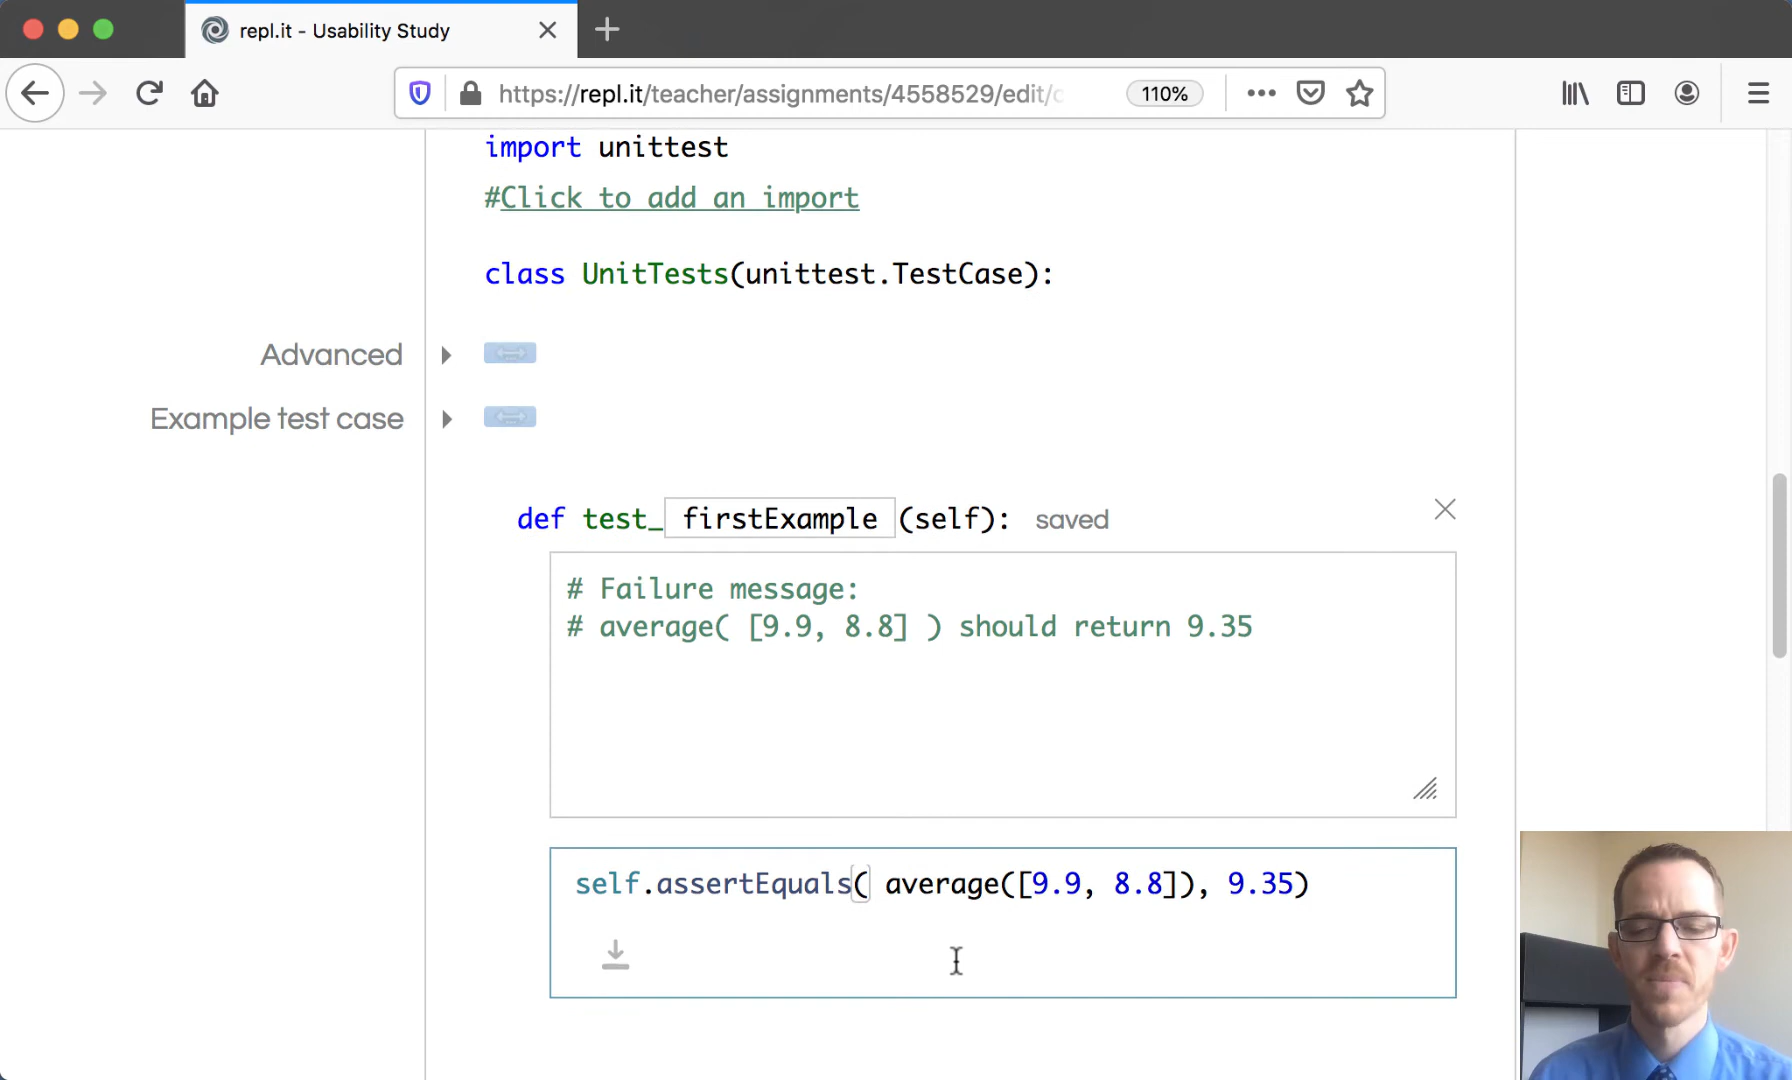 repl.it - Usability Study
https://repl.it/teacher/assignments/4558529/edit/
110%
import unittest
#Click to add an import
class UnitTests(unittest.TestCase):
Advanced
Example test case
def test_ firstExample (self): saved
# Failure message:
# average( [9.9, 8.8] ) should return 9.35
self.assertEquals( average([9.9, 8.8]), 9.35)